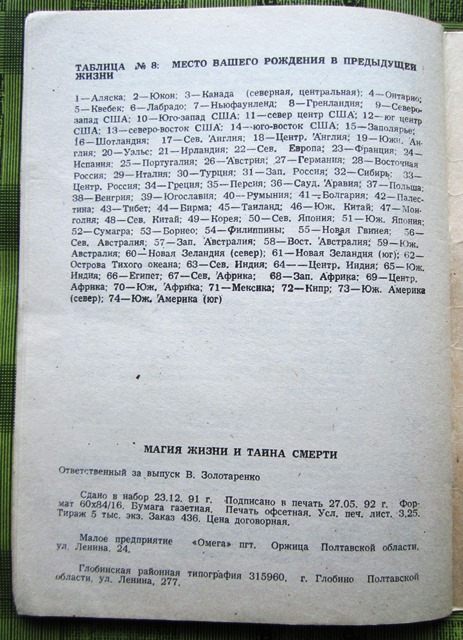 ТАБЛИЦА № 8: МЕСТО ВАШЕГО РОЖДЕНИЯ В ПРЕДЫДУЩЕЙ
ЖИЗНИ
1—Аляска; 2—Юкон; 3—Канада (северная, центральная); 4—Онтарио;
5—Квебек; 6—Лабрадо; 7—Ньюфаунленд; 8—Гренландия; 9—Северо-
запад США; 10—Юго-запад США; 11—север центр США; 12—юг центр
США; 13—северо-восток США; 14—юго-восток США; 15—Заполярье;
16—Шотландия; 17—Сев. Англия; 18—Центр. Англия; 19—Южн. Ан-
глия; 20—Уэльс; 21—Ирландия; 22—Сев. Европа; 23—Франция; 24—
Испания; 25—Португалия; 26—Австрия; 27—Германия; 28—Восточная
Россия; 29—Италия; 30—Турция; 31—Зап. Россия; 32—Сибирь; 33—
Центр. Россия; 34—Греция; 35—Персия; 36—Сауд. Аравия; 37—Польша;
38—Венгрия; 39—Югославия; 40—Румыния; 41—Болгария; 42—Палес-
тина; 43—Тибет; 44—Бирма; 45—Таиланд; 46—Юж. Китай; 47—Мон-
голия; 48—Сев. Китай; 49—Корея; 50—Сев. Япония; 51—Юж. Япония;
52—Сумагра; 53—Борнео; 54—Филиппины; 55—Новая Гвинея; 56—
Сев. Австралия; 57—Зап. Австралия; 58—Вост. Австралия; 59—Юж.
Австралия; 60—Новая Зеландия (север); 61—Новая Зеландия (юг); 62—
Острова Тихого океана; 63—Сев. Индия; 64—Центр. Индия; 65—Юж.
Индия; 66—Египет; 67—Сев. Африка; 68—Зап. Африка; 69—Центр.
Африка; 70—Юж. Африка; 71—Мексика; 72—Кипр; 73—Юж. Америка
(север); 74—Юж. Америка (юг)
МАГИЯ ЖИЗНИ И ТАИНА СМЕРТИ
Ответственный за выпуск В. Золотаренко
Сдано в набор 23.12. 91 г. Подписано в печать 27.05. 92 г. Фор-
мат 60x84/16. Бумага газетная. Печать офсетная. Усл. печ. лист. 3,25.
Тираж 5 тыс. экз. Заказ 436. Цена договорная.
Малое предприятие «Омега» пгт. Оржица Полтавской области,
ул. Ленина, 24.
Глобинская районная типография 315960, г. Глобино Полтавской
области, ул. Ленина, 277.